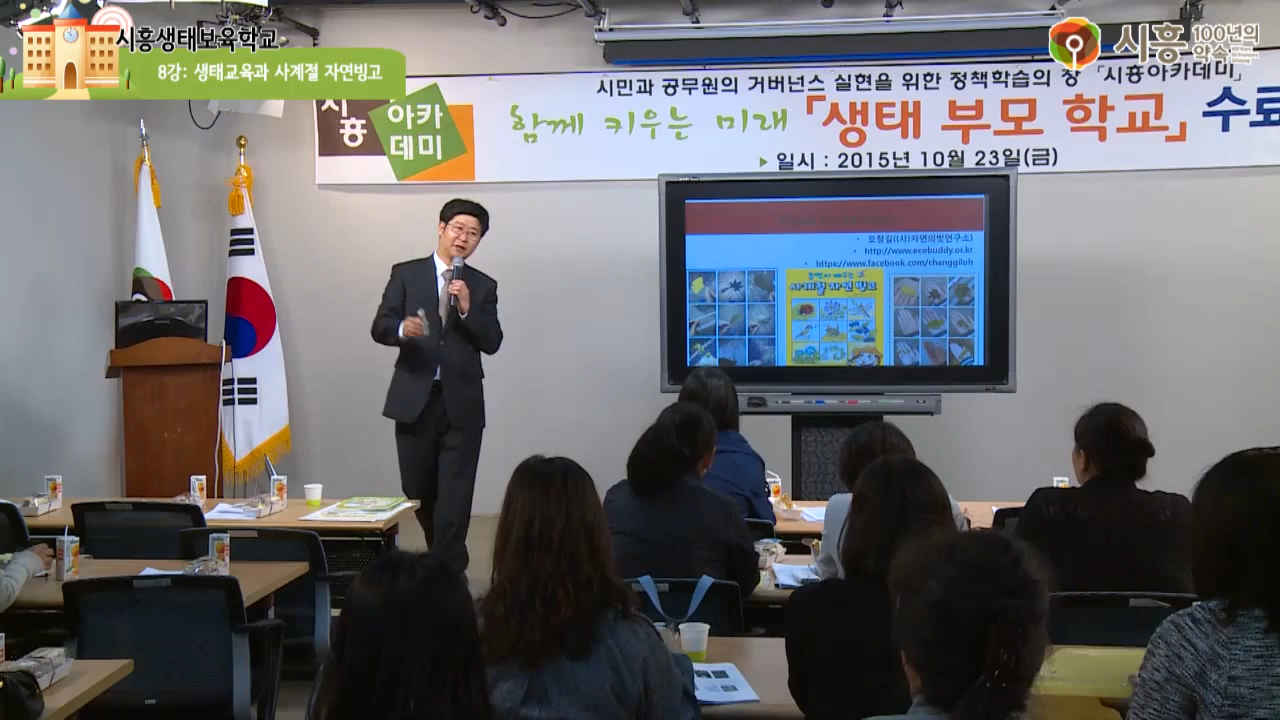 시흥생태보육학교
8강: 생태교육과 사계절 자연빙고
시흥 100년의 약속
시민과 공무원의 거버넌스 실현을 위한 정책학습의 장 「시흥아카데미」
시흥 아카데미
함께 키우는 미래 「생태 부모 학교」 수료
▶ 일시 : 2015년 10월 23일(금)
• 오창길((사)자연의벗연구소)
• http://www.ecobuddy.or.kr
• https://www.facebook.com/changgiloh
사계절 자연 빙고